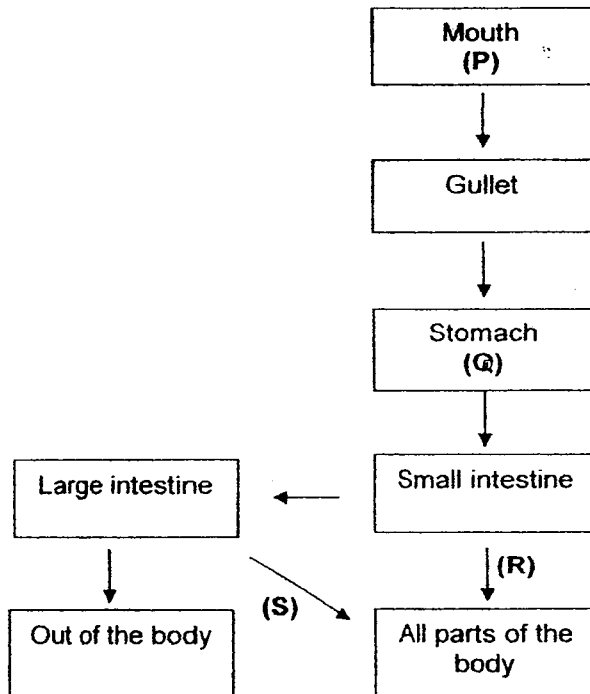 Mouth
(P)
Gullet
Stomach
(Q)
Large intestine
Small intestine
(R)
(S)
Out of the body
All parts of the
body